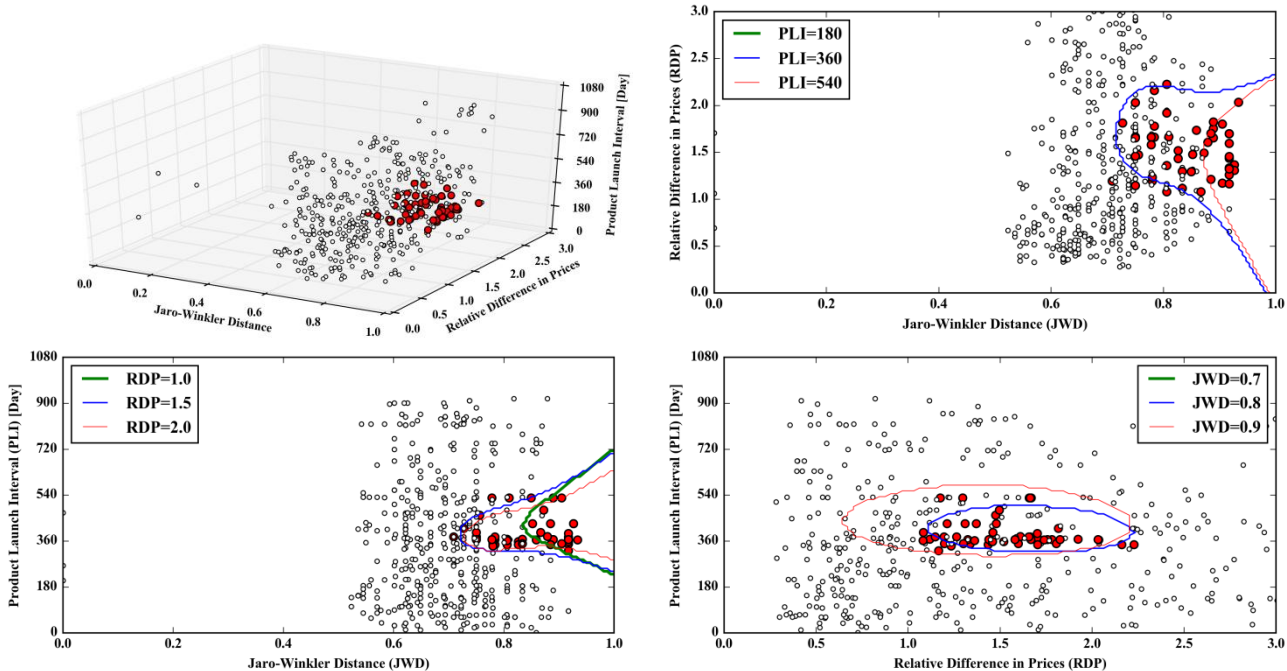 1080
900
720
540
360
180
0
Product Launch Interval [Day]
0.0
0.2
0.4
0.6
0.8
1.0
Jaro-Winkler Distance
0.0
0.5
1.0
1.5
2.0
2.5
3.0
Relative Difference in Prices
3.0
2.5
2.0
1.5
1.0
0.5
0.0
Relative Difference in Prices (RDP)
PLI=180
PLI=360
PLI=540
0.0 0.2 0.4 0.6 0.8 1.0
Jaro-Winkler Distance (JWD)
1080
900
720
540
360
180
0
Product Launch Interval (PLI) [Day]
RDP=1.0
RDP=1.5
RDP=2.0
0.0 0.2 0.4 0.6 0.8 1.0
Jaro-Winkler Distance (JWD)
1080
900
720
540
360
180
0
Product Launch Interval (PLI) [Day]
JWD=0.7
JWD=0.8
JWD=0.9
0.0 0.5 1.0 1.5 2.0 2.5 3.0
Relative Difference in Prices (RDP)